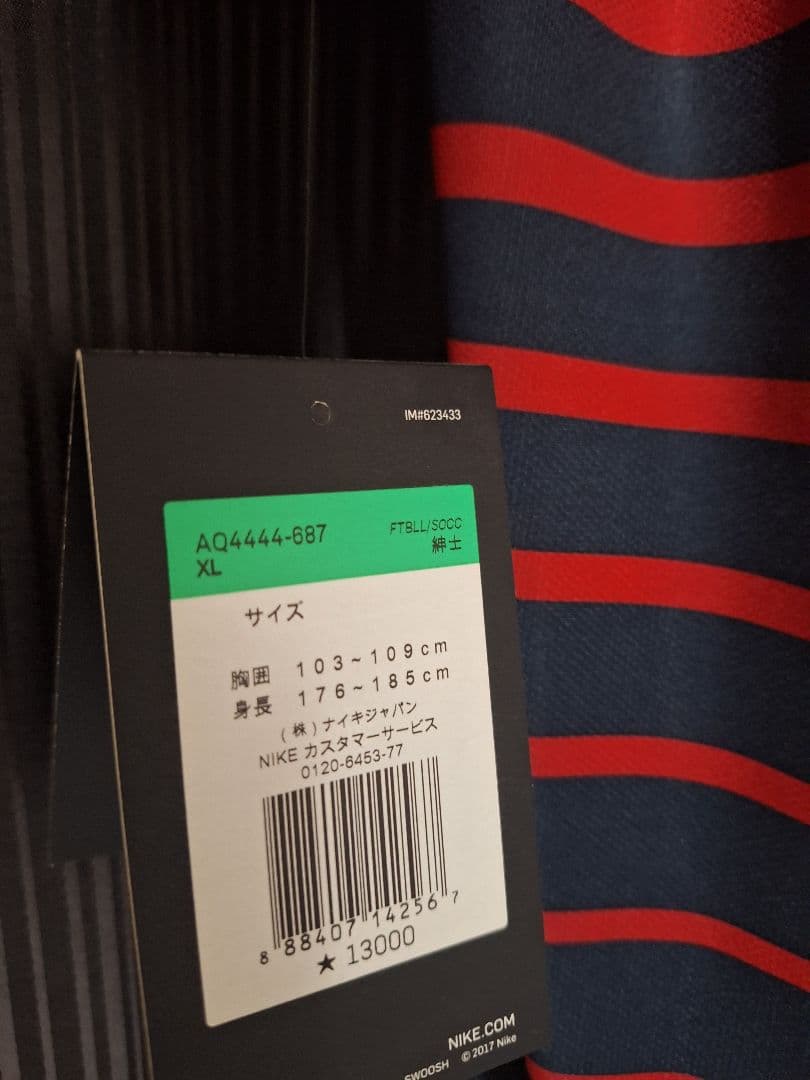 IM#623433
AQ4444-687
XL
FTBLL/SOCC
紳士
サイズ
胸囲 103~109cm
身長 176~185cm
(株)ナイキジャパン
NIKE カスタマーサービス
0120-6453-77
8 88407 14256 7
★ 13000
NIKE.COM
SWOOSH © 2017 Nike